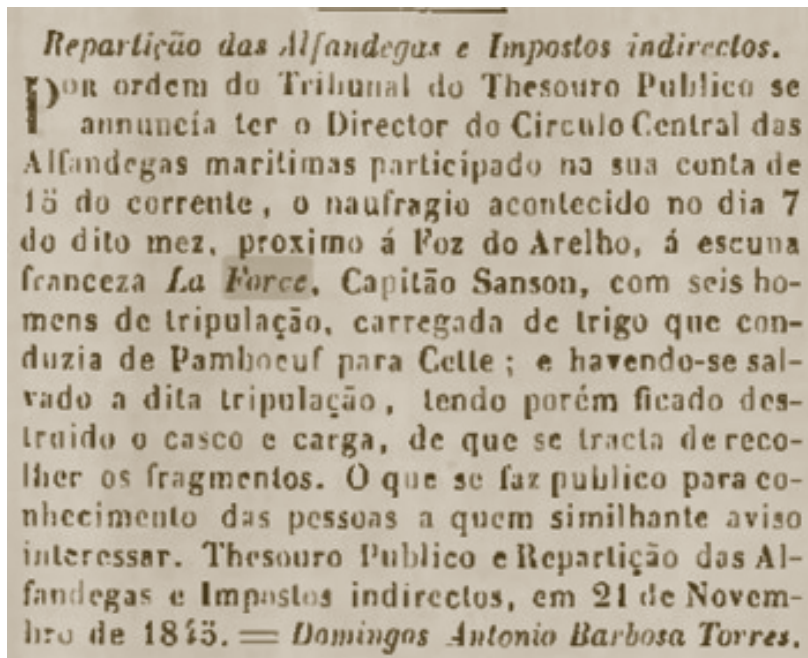 Repartição das Alfandegas e Impostos indirectos.
POR ordem do Tribunal do Thesouro Publico se
annuncía ter o Director do Circulo Central das
Alfandegas maritimas participado na sua conta de
15 do corrente, o naufragio acontecido no dia 7
do dito mez, proximo á Foz do Arelho, á escuna
franceza La Force, Capitão Sanson, com seis ho-
mens de tripulação, carregada de trigo que con-
duzia de Pamboeuf para Cette; e havendo-se sal-
vado a dita tripulação, tendo porém ficado des-
truido o casco e carga, de que se tracta de reco-
lher os fragmentos. O que se faz publico para co-
nhecimento das pessoas a quem similhante aviso
interessar. Thesouro Publico e Repartição das Al-
fandegas e Impostos indirectos, em 21 de Novem-
bro de 1845. = Domingos Antonio Barbosa Torres.